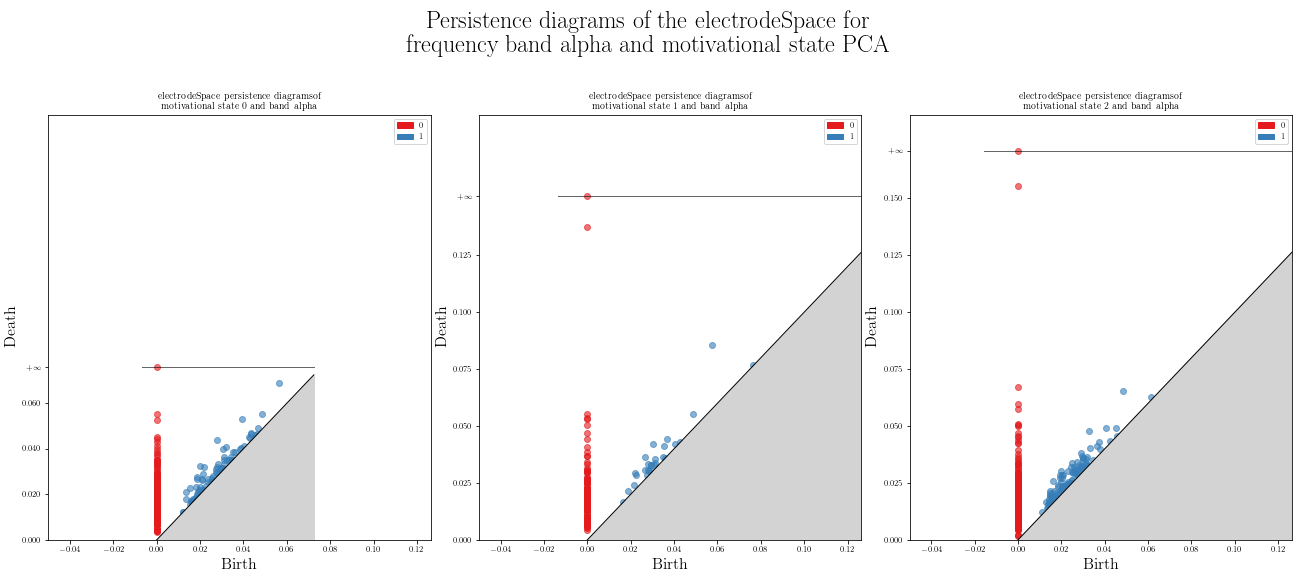 Persistence diagrams of the electrodeSpace for
frequency band alpha and motivational state PCA
electrodeSpace persistence diagramsof
motivational state 0 and band alpha
0
1
Death
+∞
0.060
0.040
0.020
0.000
−0.04 −0.02 0.00 0.02 0.04 0.06 0.08 0.10 0.12
Birth
electrodeSpace persistence diagramsof
motivational state 1 and band alpha
0
1
Death
+∞
0.125
0.100
0.075
0.050
0.025
0.000
−0.04 −0.02 0.00 0.02 0.04 0.06 0.08 0.10 0.12
Birth
electrodeSpace persistence diagramsof
motivational state 2 and band alpha
0
1
Death
+∞
0.150
0.125
0.100
0.075
0.050
0.025
0.000
−0.04 −0.02 0.00 0.02 0.04 0.06 0.08 0.10 0.12
Birth